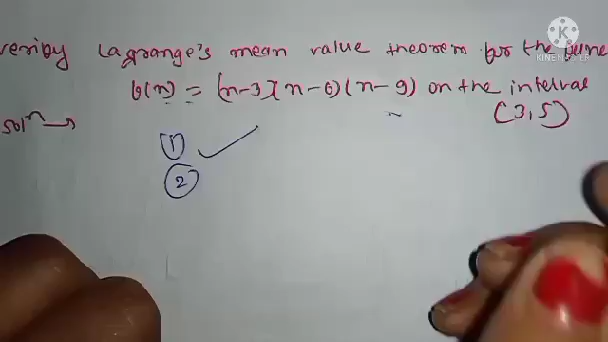 KINEMASTER
verify Lagrange's mean value theorem for the
f(x) = (x-3)(x-6)(x-9) on the interval
(3,5)
Solⁿ →
①
②